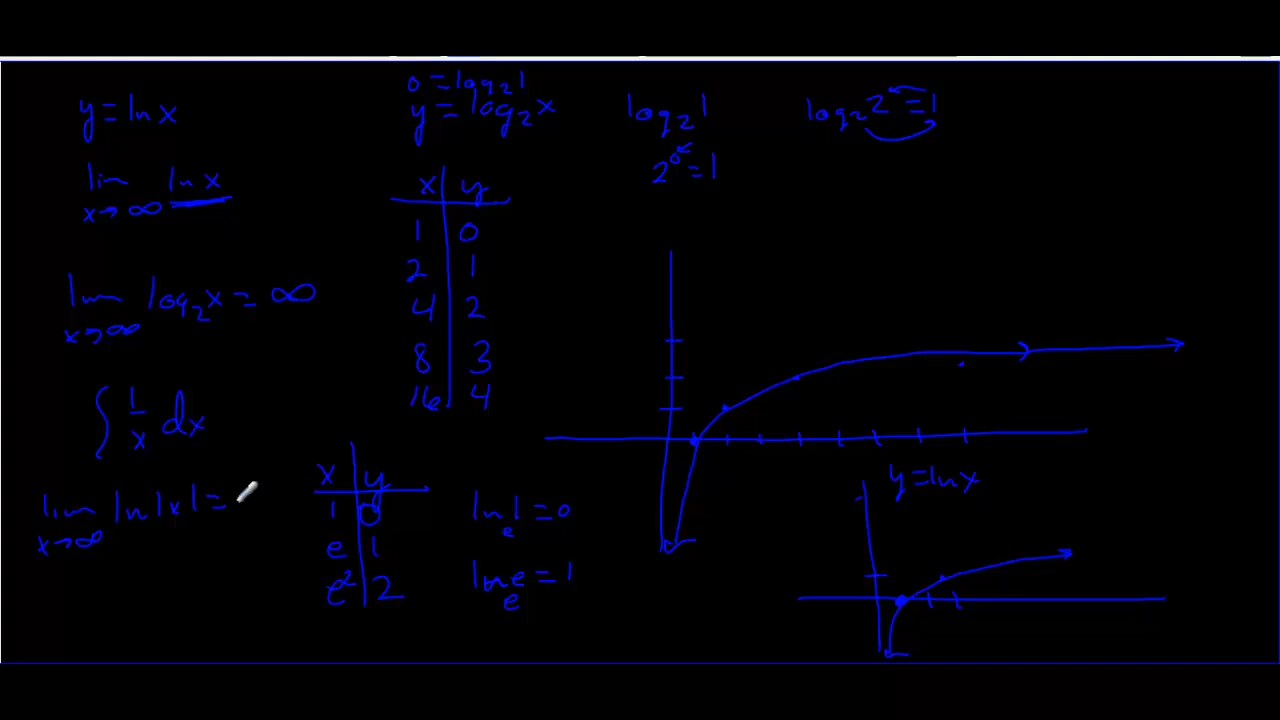 y = ln x
lim x→∞ ln x
lim x→∞ log₂x = ∞
∫ 1/x dx
lim x→∞ ln |x| =
0 = log₂1
y = log₂x
x y
1 0
2 1
4 2
8 3
16 4
log₂1
2⁰ = 1
log₂2 = 1
x y
1 0
e 1
e² 2
ln 1 = 0
e
ln e = 1
e
y = ln x